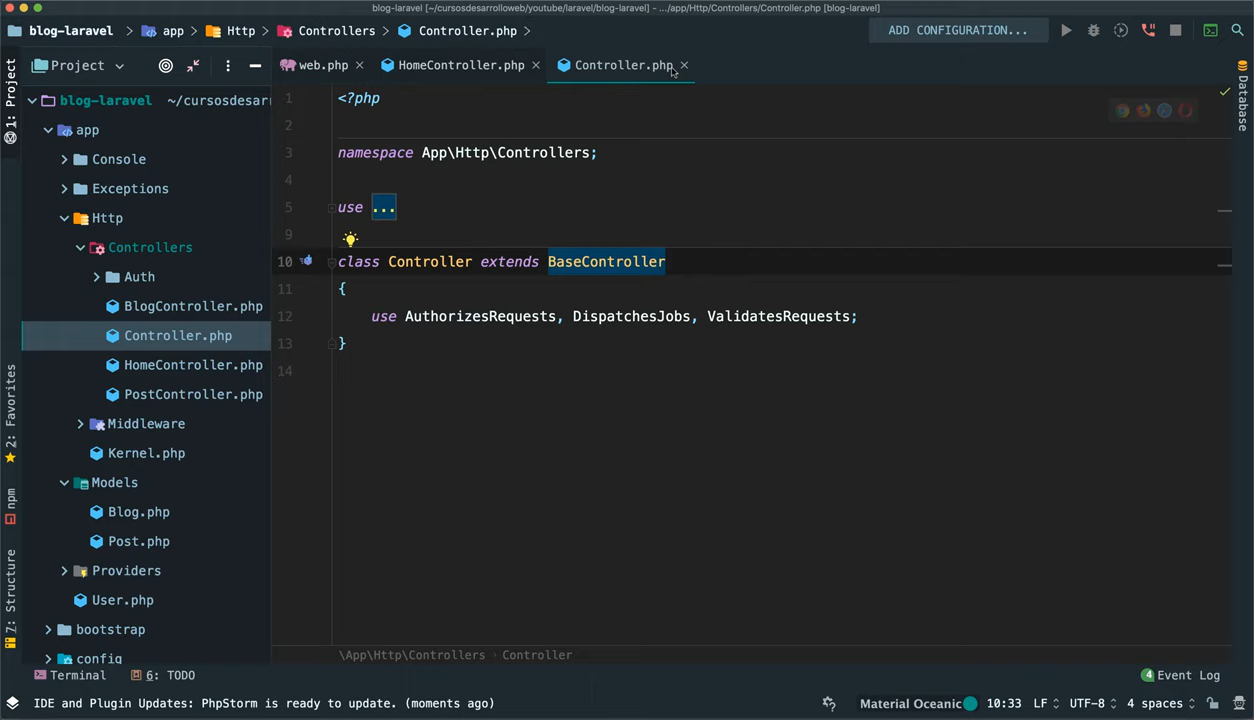 blog-laravel [~/cursosdesarrolloweb/youtube/laravel/blog-laravel] - .../app/Http/Controllers/Controller.php [blog-laravel]
blog-laravel app Http Controllers Controller.php
ADD CONFIGURATION...
Project
web.php
HomeController.php
Controller.php
1: Project
2: Favorites
npm
7: Structure
Database
blog-laravel ~/cursosdesarr
app
Console
Exceptions
Http
Controllers
Auth
BlogController.php
Controller.php
HomeController.php
PostController.php
Middleware
Kernel.php
Models
Blog.php
Post.php
Providers
User.php
bootstrap
config
1 <?php
2
3 namespace App\Http\Controllers;
4
5 use ...
9
10 class Controller extends BaseController
11 {
12 use AuthorizesRequests, DispatchesJobs, ValidatesRequests;
13 }
14
\App\Http\Controllers › Controller
Terminal
6: TODO
4 Event Log
IDE and Plugin Updates: PhpStorm is ready to update. (moments ago)
Material Oceanic 10:33 LF UTF-8 4 spaces